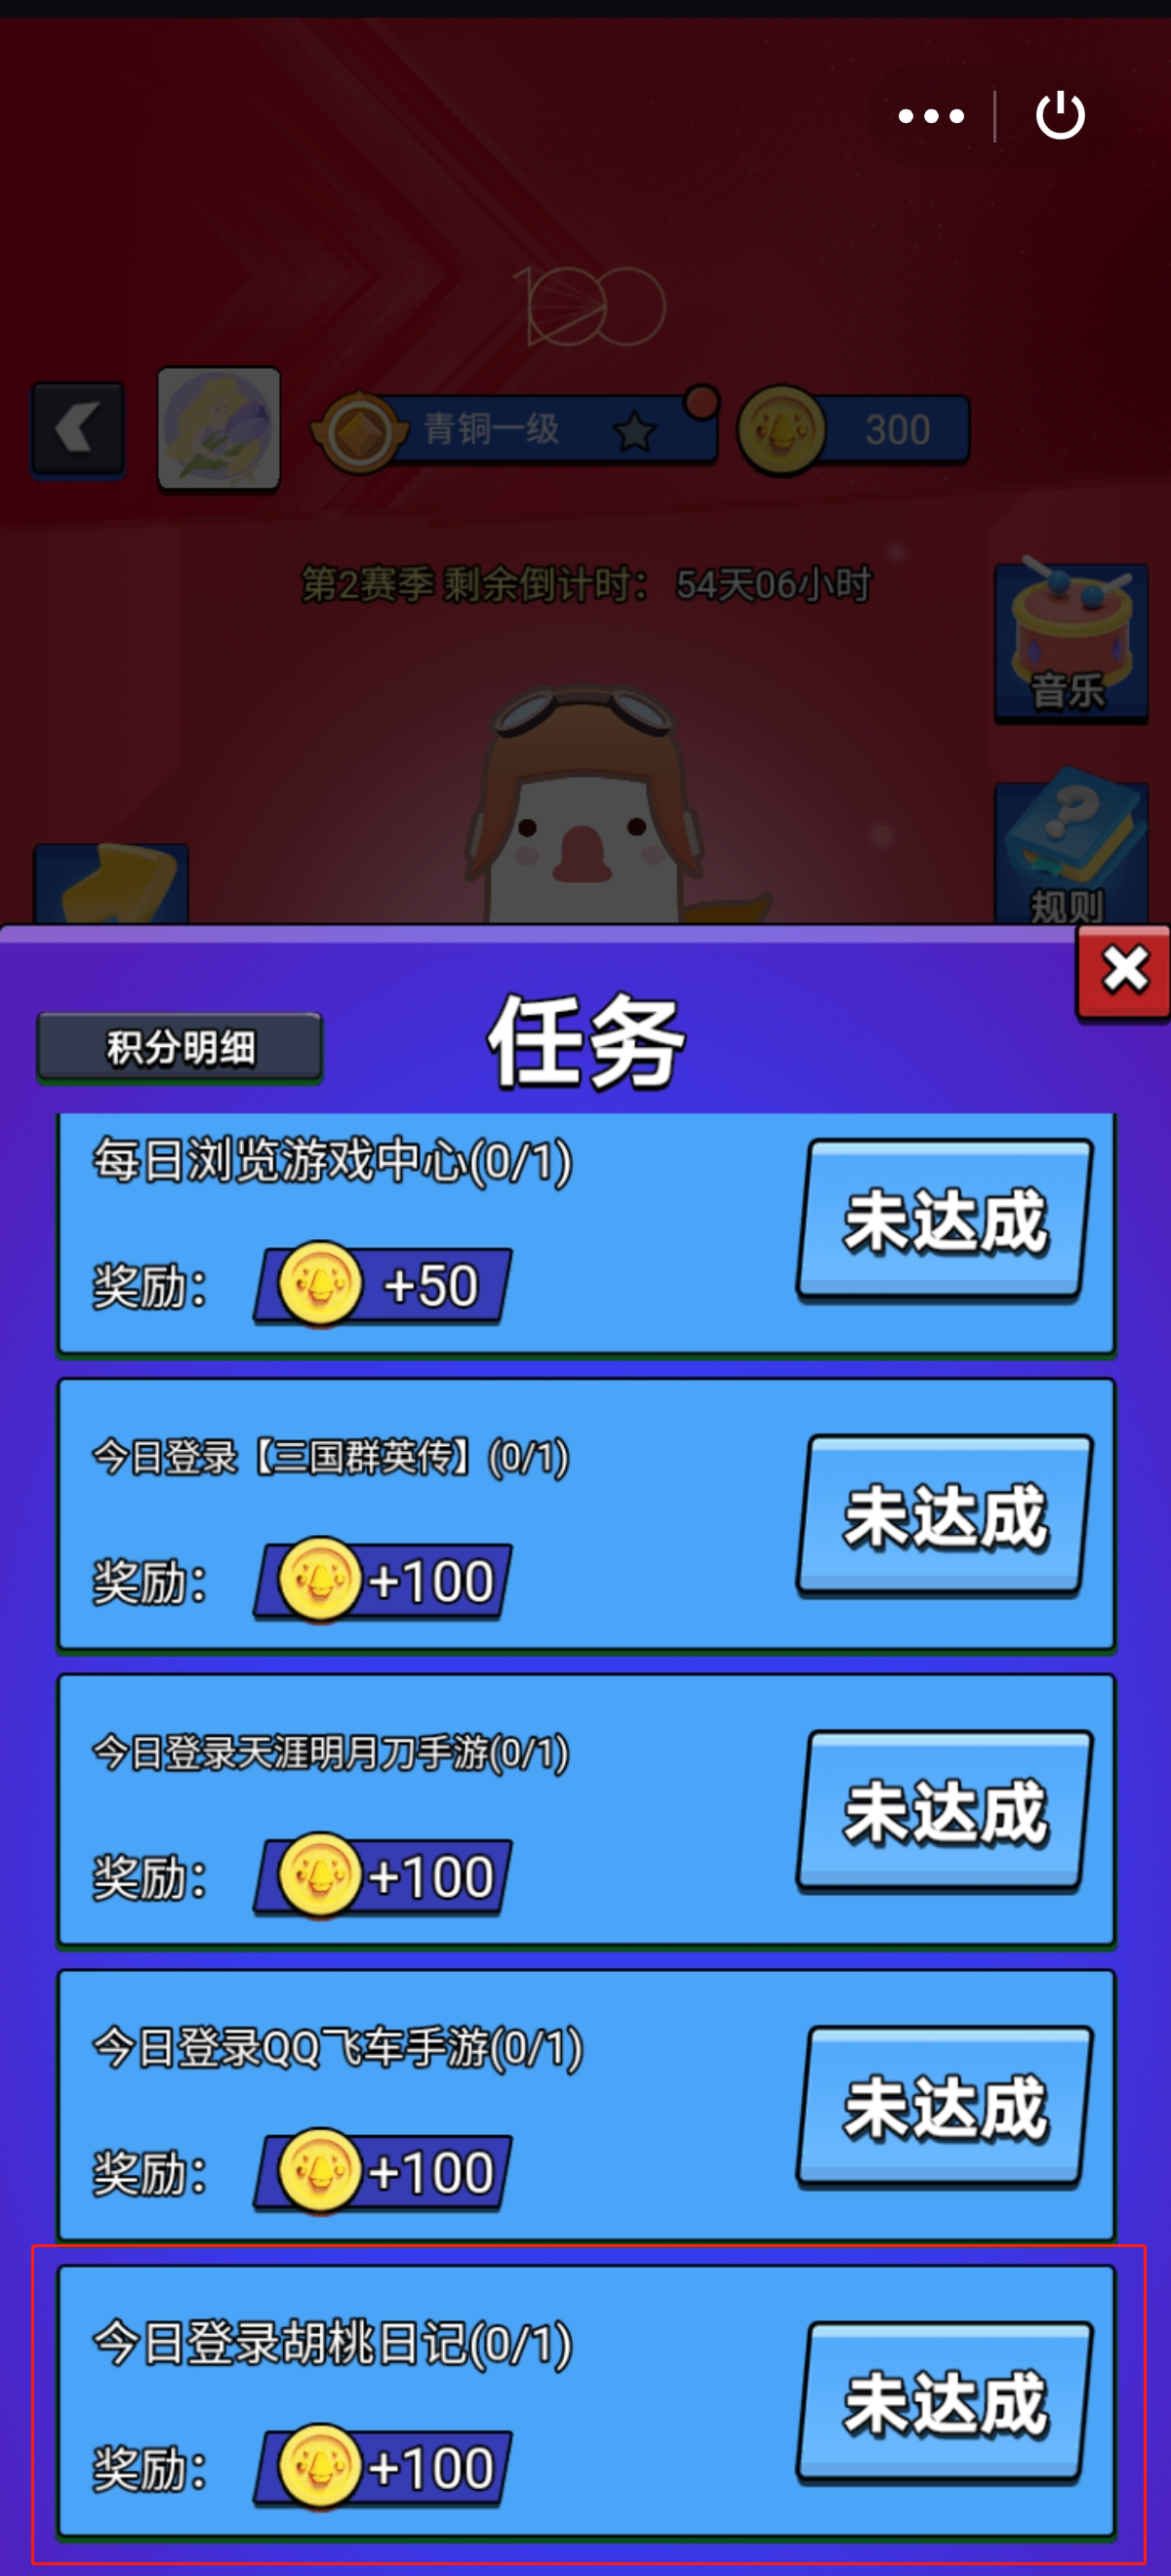 100
青铜一级
300
第2赛季 剩余倒计时： 54天06小时
音乐
规则
积分明细
任务
每日浏览游戏中心(0/1)
未达成
奖励：
+50
今日登录【三国群英传】(0/1)
未达成
奖励：
+100
今日登录天涯明月刀手游(0/1)
未达成
奖励：
+100
今日登录QQ飞车手游(0/1)
未达成
奖励：
+100
今日登录胡桃日记(0/1)
未达成
奖励：
+100